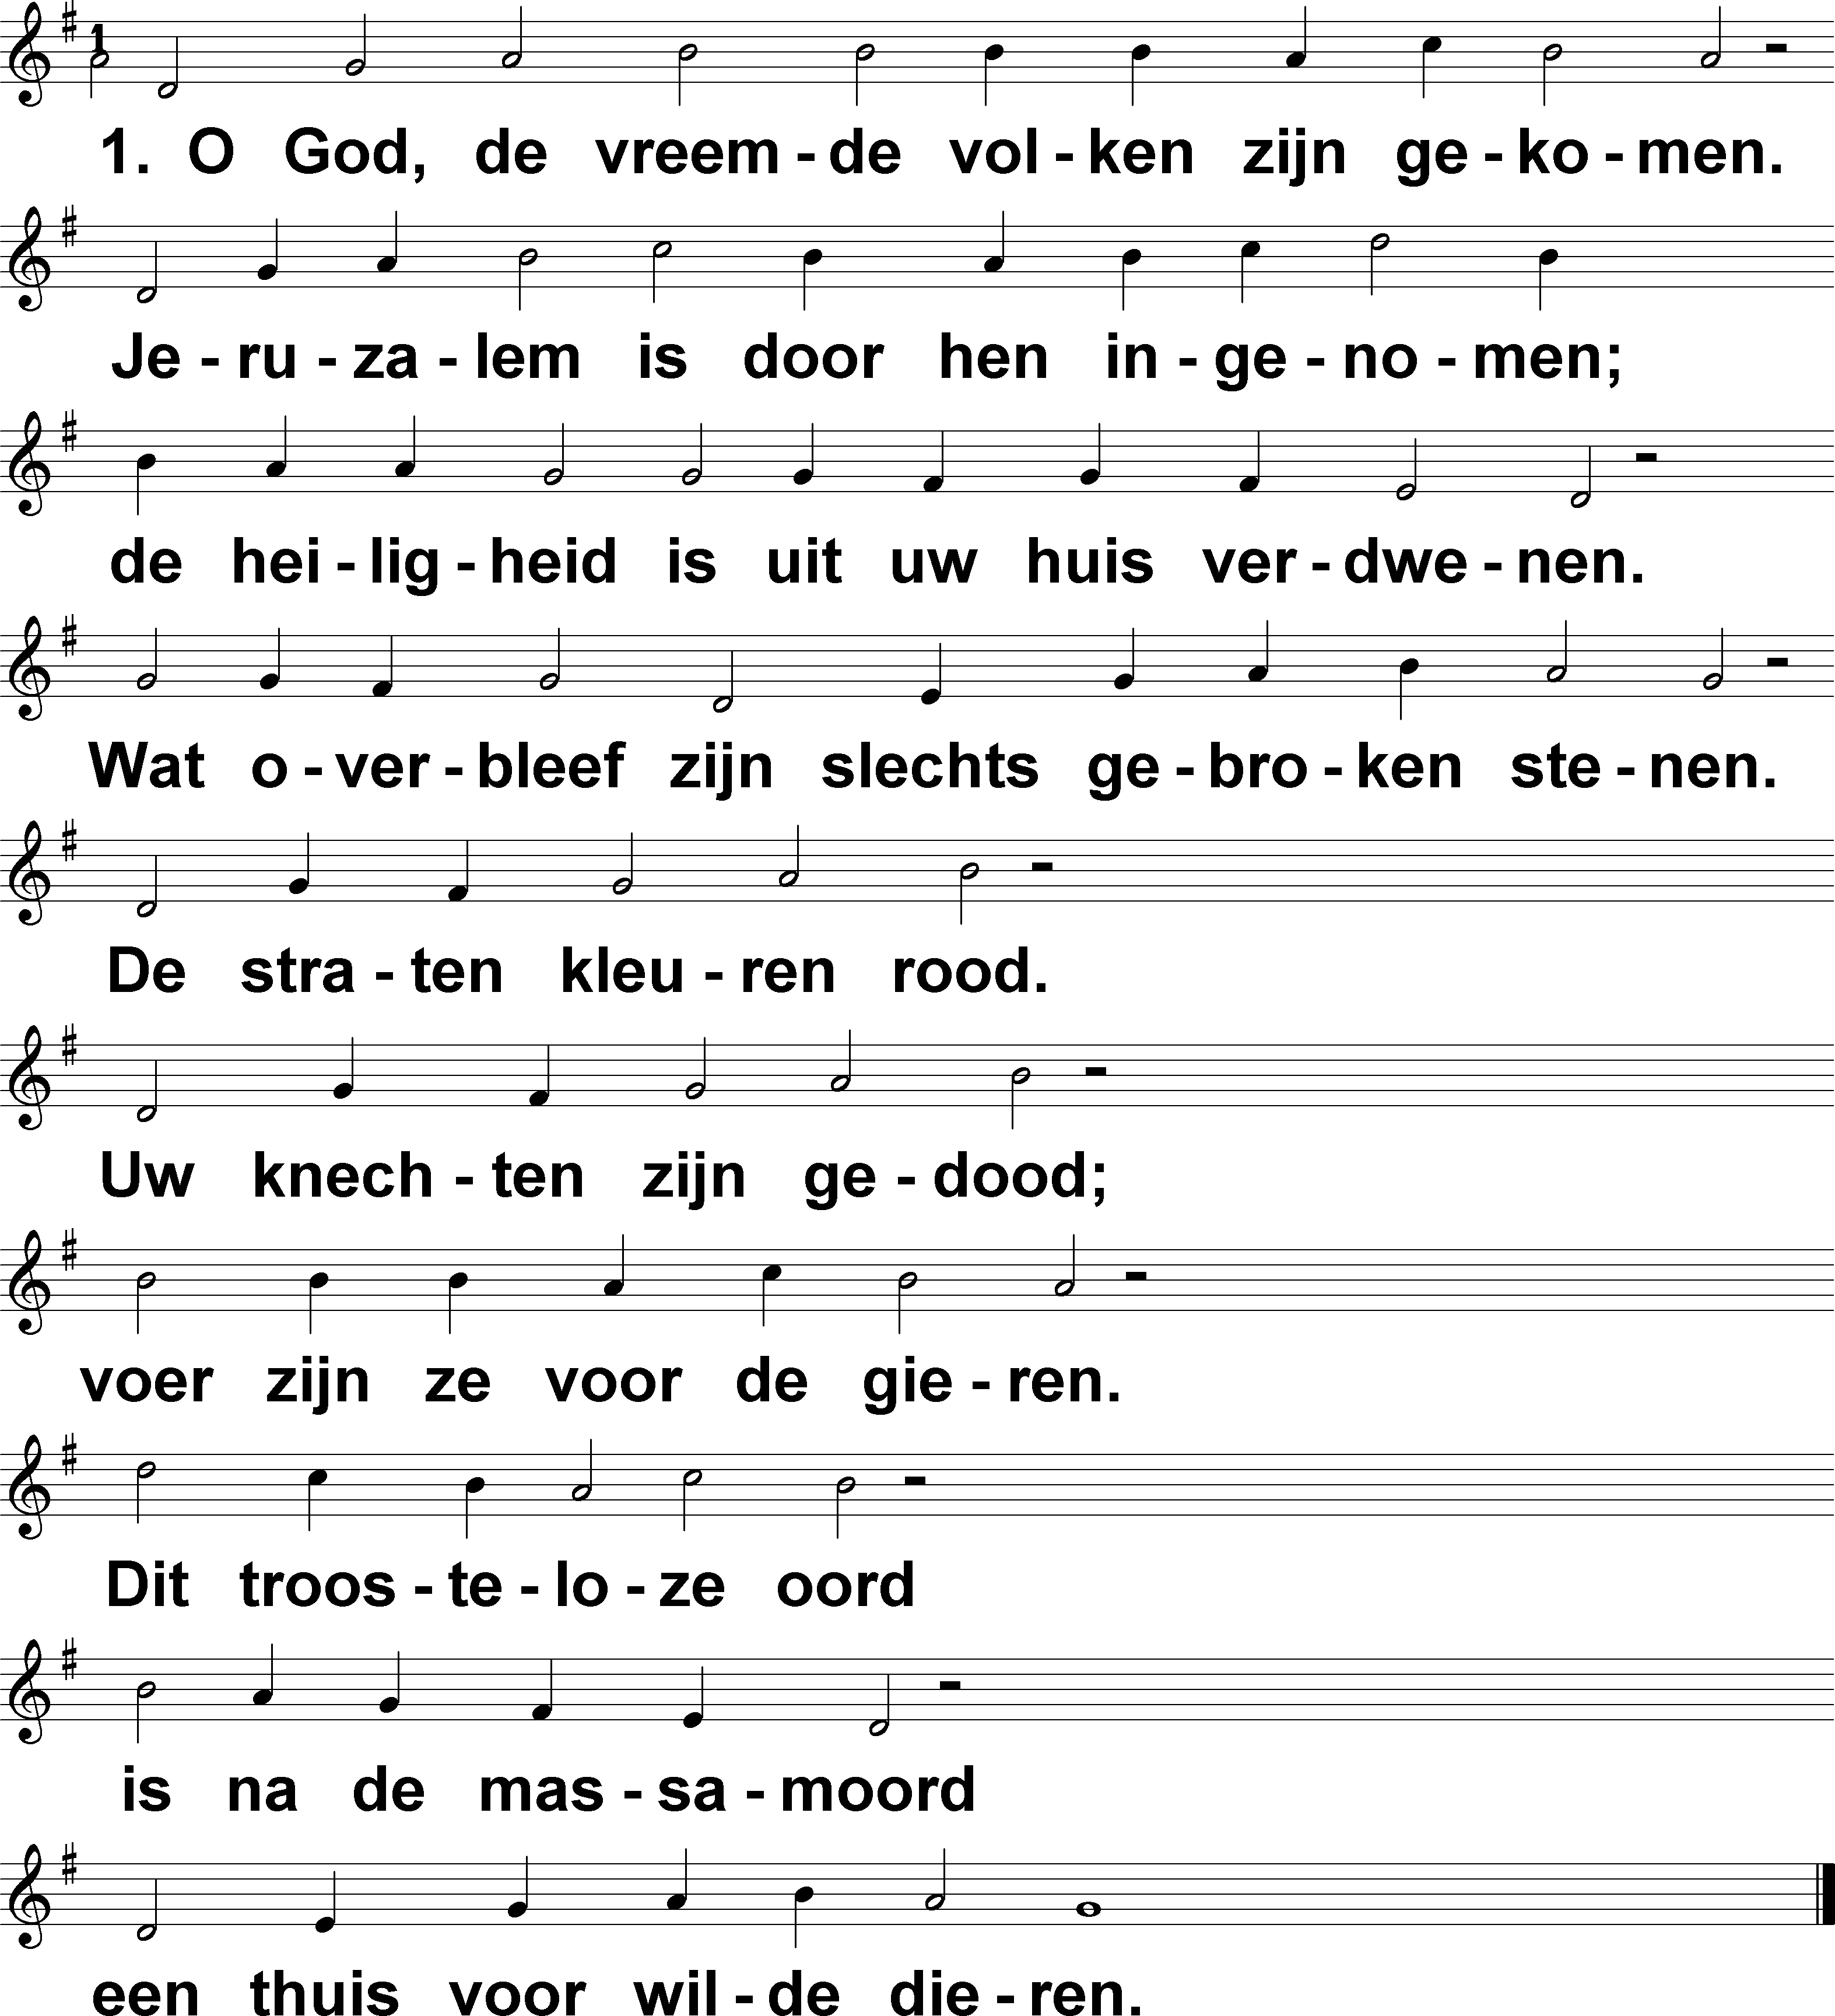 1. O God, de vreem - de vol - ken zijn ge - ko - men.
Je - ru - za - lem is door hen in - ge - no - men;
de hei - lig - heid is uit uw huis ver - dwe - nen.
Wat o - ver - bleef zijn slechts ge - bro - ken ste - nen.
De stra - ten kleu - ren rood.
Uw knech - ten zijn ge - dood;
voer zijn ze voor de gie - ren.
Dit troos - te - lo - ze oord
is na de mas - sa - moord
een thuis voor wil - de die - ren.